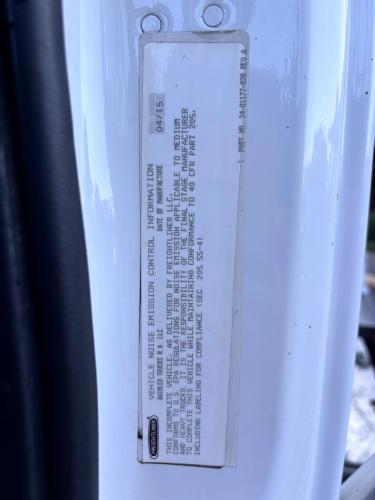 FREIGHTLINER
VEHICLE NOISE EMISSION CONTROL INFORMATION
DAIMLER TRUCKS N.A. LLC DATE OF MANUFACTURE 04/15
THIS INCOMPLETE VEHICLE, AS DELIVERED BY FREIGHTLINER LLC.
CONFORMS TO U.S. EPA REGULATIONS FOR NOISE EMISSION APPLICABLE TO MEDIUM
AND HEAVY TRUCKS. IT IS THE RESPONSIBILITY OF THE FINAL STAGE MANUFACTURER
TO COMPLETE THIS VEHICLE WHILE MAINTAINING CONFORMANCE TO 40 CFR PART 205,
INCLUDING LABELING FOR COMPLIANCE (SEC. 205.55-4).
PART NO. 24-01177-020 REV A